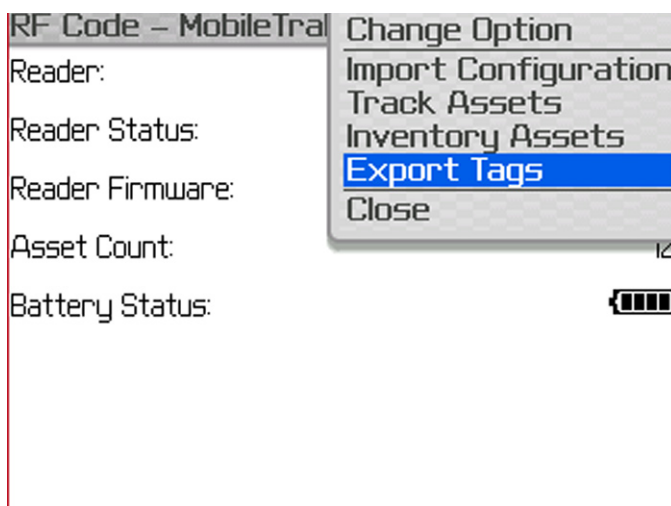 RF Code – MobileTra
Change Option
Reader:
Import Configuration
Track Assets
Reader Status:
Inventory Assets
Export Tags
Reader Firmware:
Close
Asset Count:
Battery Status: